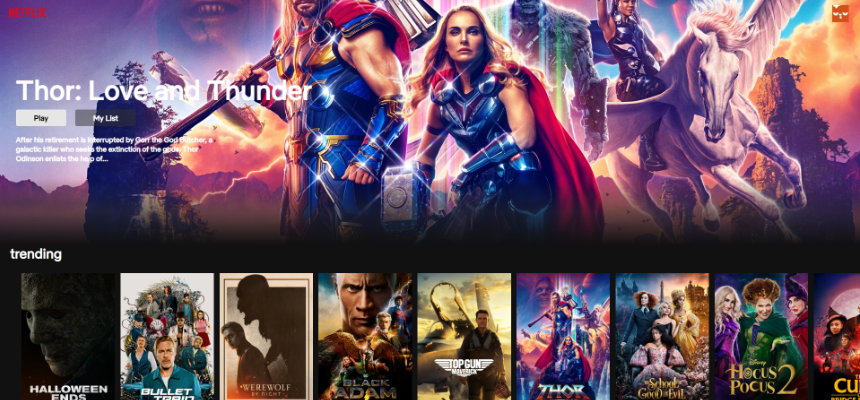 NETFLIX
Thor: Love and Thunder
Play
My List
After his retirement is interrupted by Gorr the God Butcher, a
galactic killer who seeks the extinction of the gods, Thor
Odinson enlists the help of...
trending
HALLOWEEN
ENDS
BULLET TRAIN
WEREWOLF
BY NIGHT
BLACK
ADAM
TOP GUN
MAVERICK
THOR
The School
for Good and Evil
Disney
HOCUS
POCUS 2
CU